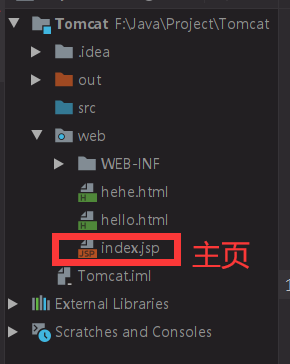 Tomcat F:\Java\Project\Tomcat
.idea
out
src
web
WEB-INF
H hehe.html
H hello.html
JSP index.jsp 主页
Tomcat.iml
External Libraries
Scratches and Consoles